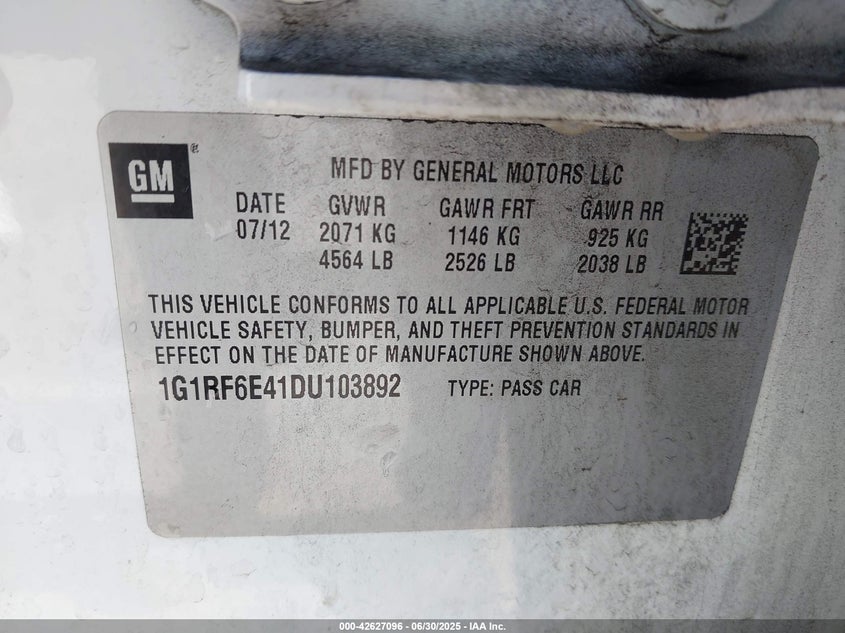 GM ®
MFD BY GENERAL MOTORS LLC
DATE GVWR GAWR FRT GAWR RR
07/12 2071 KG 1146 KG 925 KG
4564 LB 2526 LB 2038 LB
THIS VEHICLE CONFORMS TO ALL APPLICABLE U.S. FEDERAL MOTOR
VEHICLE SAFETY, BUMPER, AND THEFT PREVENTION STANDARDS IN
EFFECT ON THE DATE OF MANUFACTURE SHOWN ABOVE.
1G1RF6E41DU103892 TYPE: PASS CAR
000-42627096 - 06/30/2025 - IAA Inc.